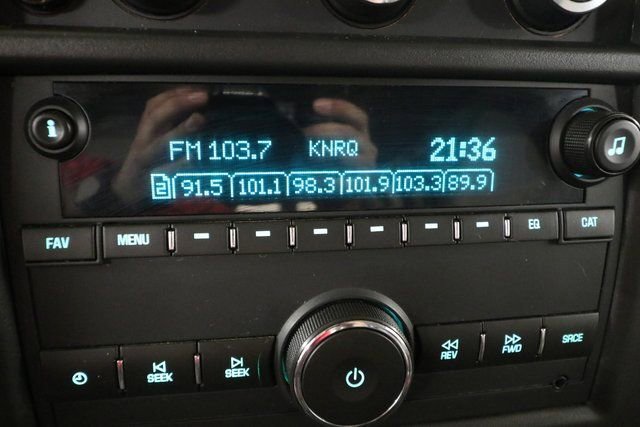 FM 103.7 KNRQ 21:36
2 91.5 101.1 98.3 101.9 103.3 89.9
FAV MENU EQ CAT
SEEK SEEK REV FWD SRCE